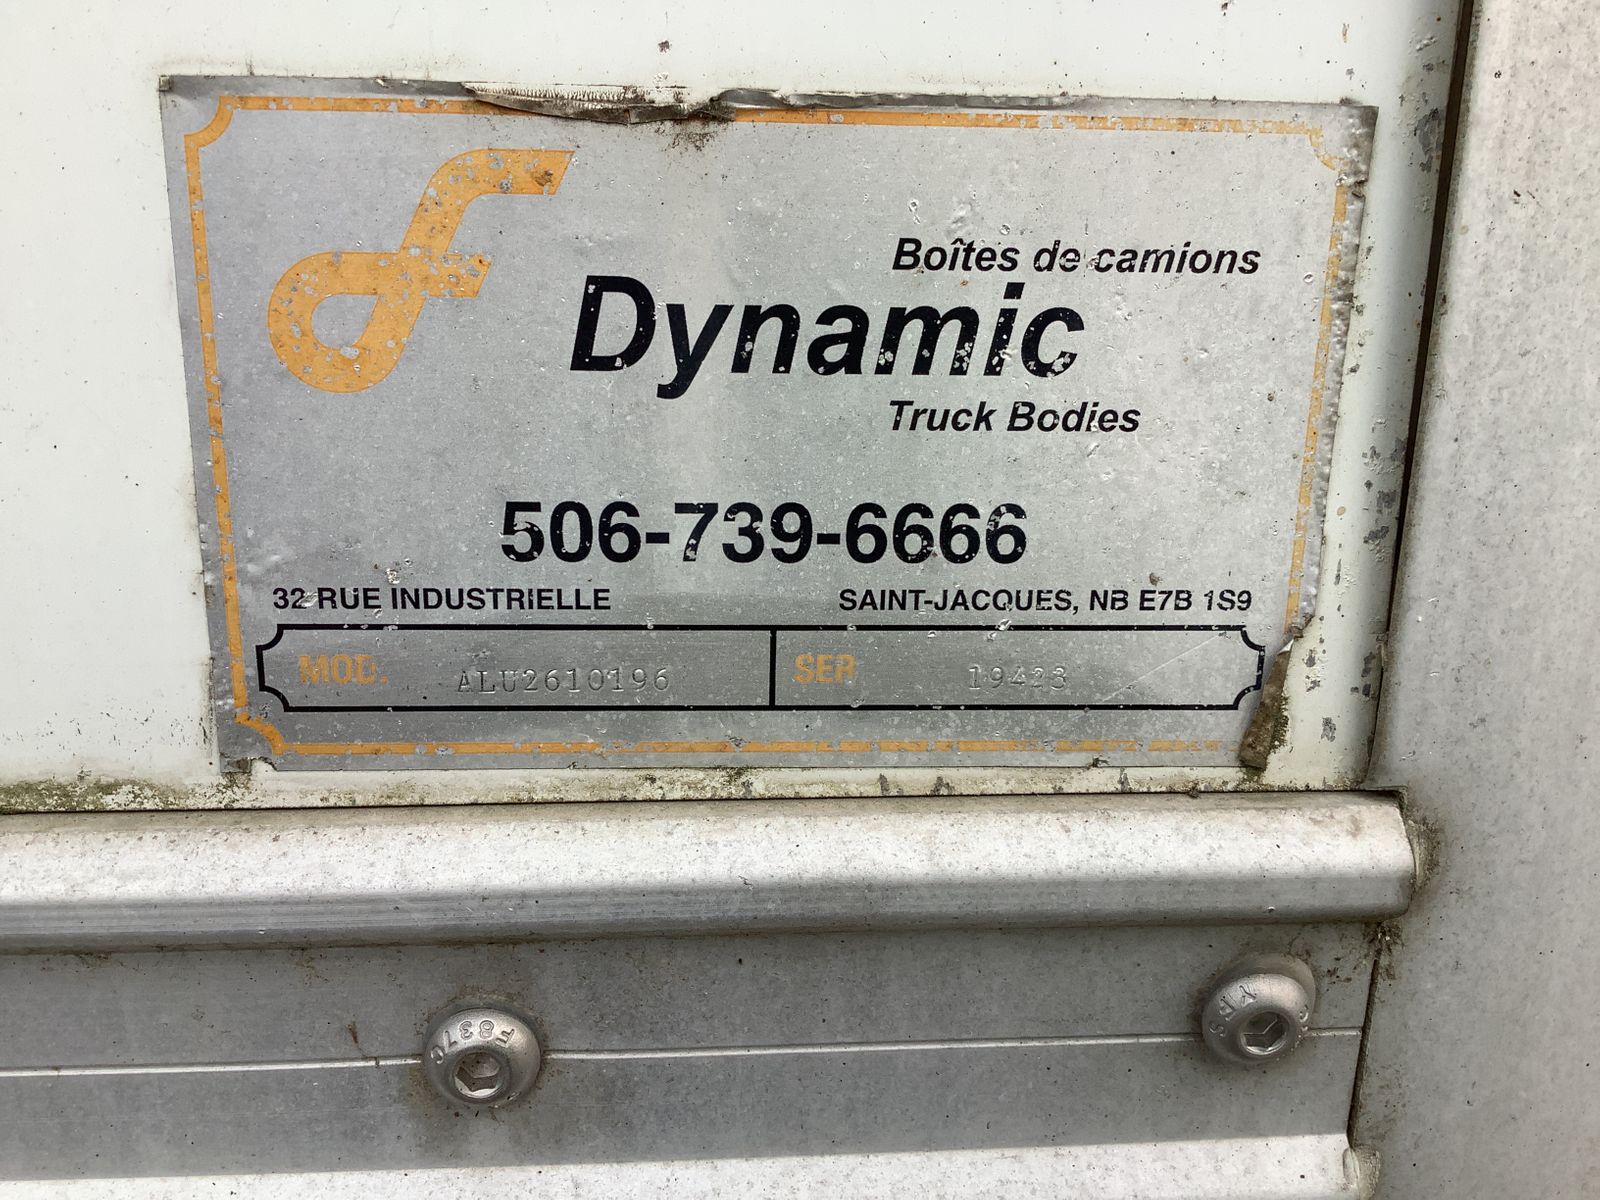 Boîtes de camions
Dynamic
Truck Bodies
506-739-6666
32 RUE INDUSTRIELLE SAINT-JACQUES, NB E7B 1S9
MOD. ALU2610196 SER 19423
F8370